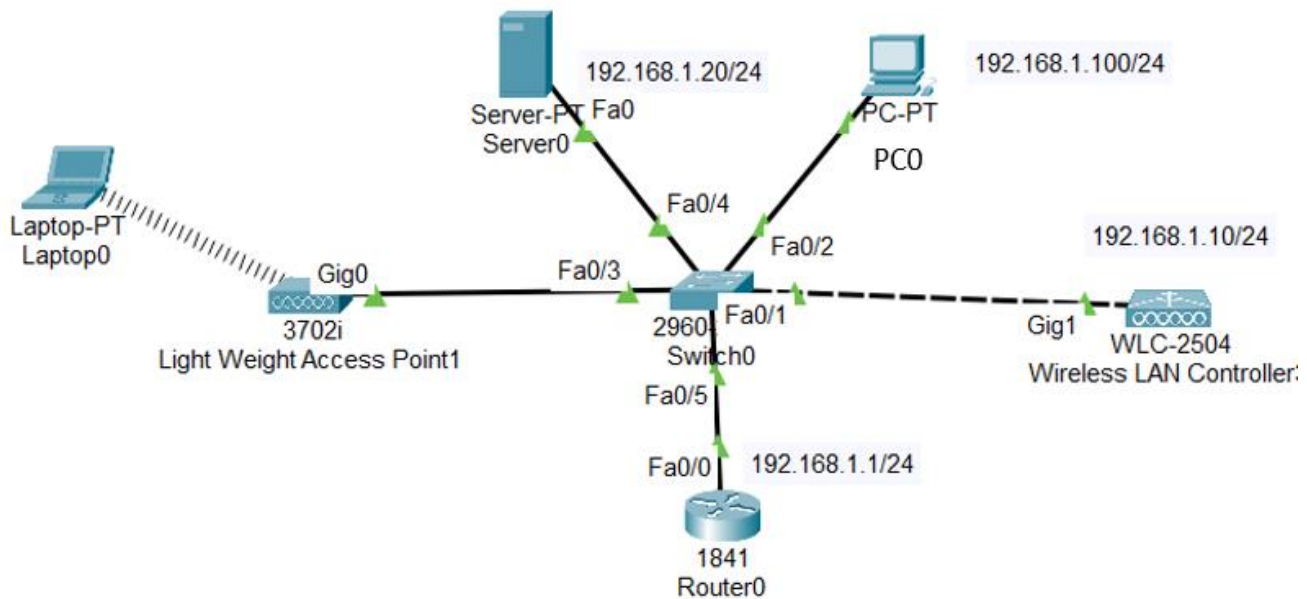 192.168.1.20/24
192.168.1.100/24
Fa0
Server-PT
Server0
PC-PT
PC0
Laptop-PT
Laptop0
Fa0/4
Fa0/2
192.168.1.10/24
Gig0
Fa0/3
3702i
Light Weight Access Point1
2960-
Fa0/1
Switch0
Gig1
WLC-2504
Wireless LAN Controller3
Fa0/5
Fa0/0
192.168.1.1/24
1841
Router0